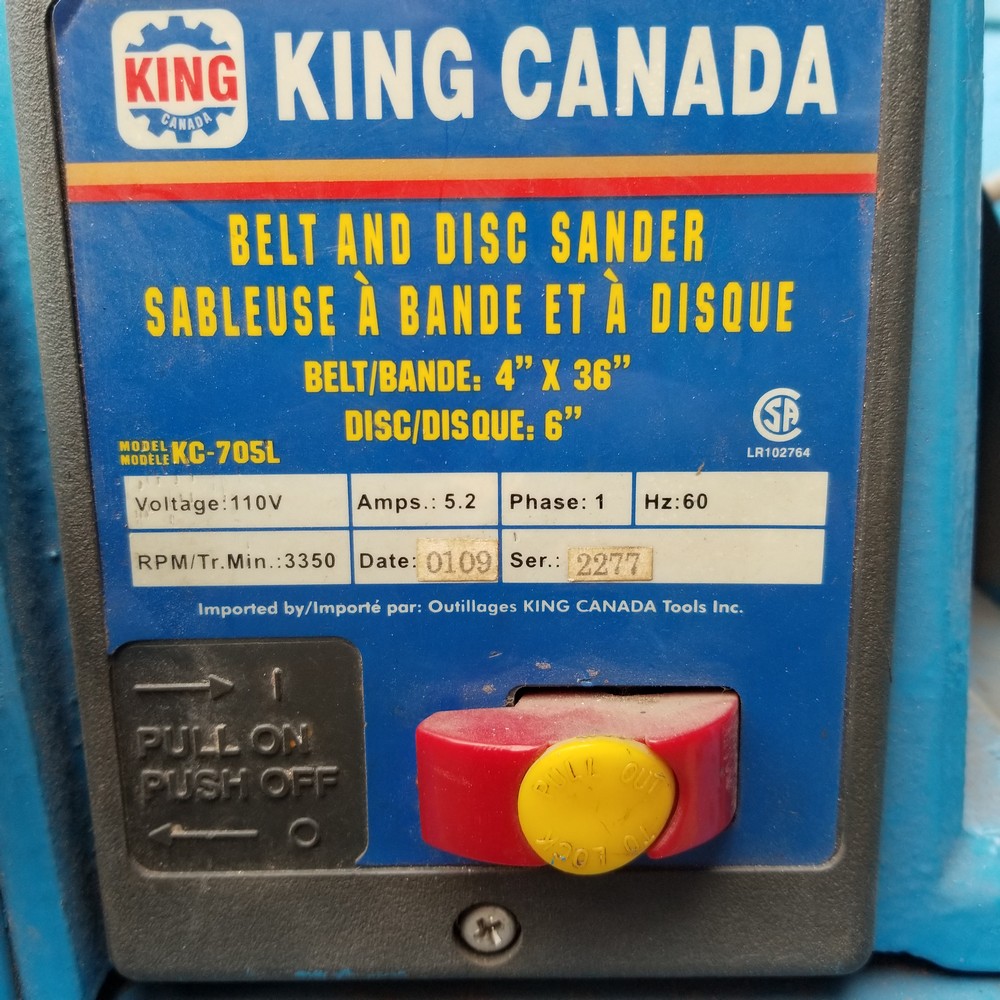 KING
CANADA
KING CANADA
BELT AND DISC SANDER
SABLEUSE À BANDE ET À DISQUE
BELT/BANDE: 4” X 36”
DISC/DISQUE: 6”
MODEL
MODÈLE KC-705L
SA
LR102764
Voltage:110V Amps.: 5.2 Phase: 1 Hz:60
RPM/Tr.Min.:3350 Date: 0109 Ser.: 2277
Imported by/Importé par: Outillages KING CANADA Tools Inc.
I
PULL ON
PUSH OFF
O
PULL OUT
TO LOCK